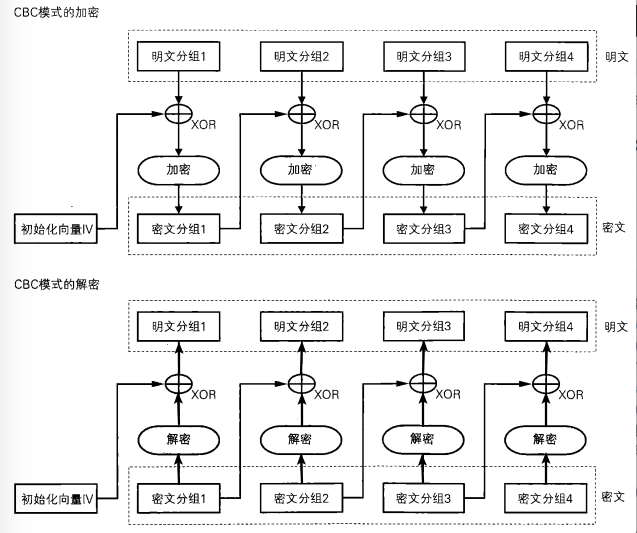 CBC模式的加密
明文分组1 明文分组2 明文分组3 明文分组4 明文
XOR XOR XOR XOR
加密 加密 加密 加密
初始化向量IV 密文分组1 密文分组2 密文分组3 密文分组4 密文
CBC模式的解密
明文分组1 明文分组2 明文分组3 明文分组4 明文
XOR XOR XOR XOR
解密 解密 解密 解密
初始化向量IV 密文分组1 密文分组2 密文分组3 密文分组4 密文